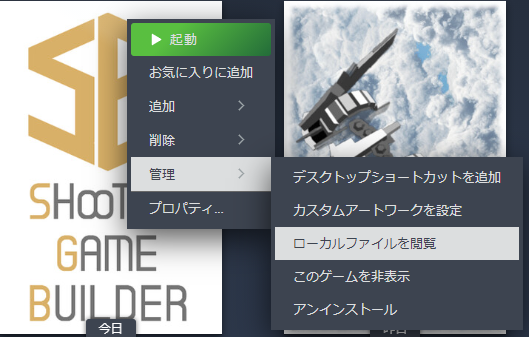 起動
お気に入りに追加
追加
削除
管理
プロパティ...
デスクトップショートカットを追加
カスタムアートワークを設定
ローカルファイルを閲覧
このゲームを非表示
アンインストール
SHOOT
GAME
BUILDER
今日